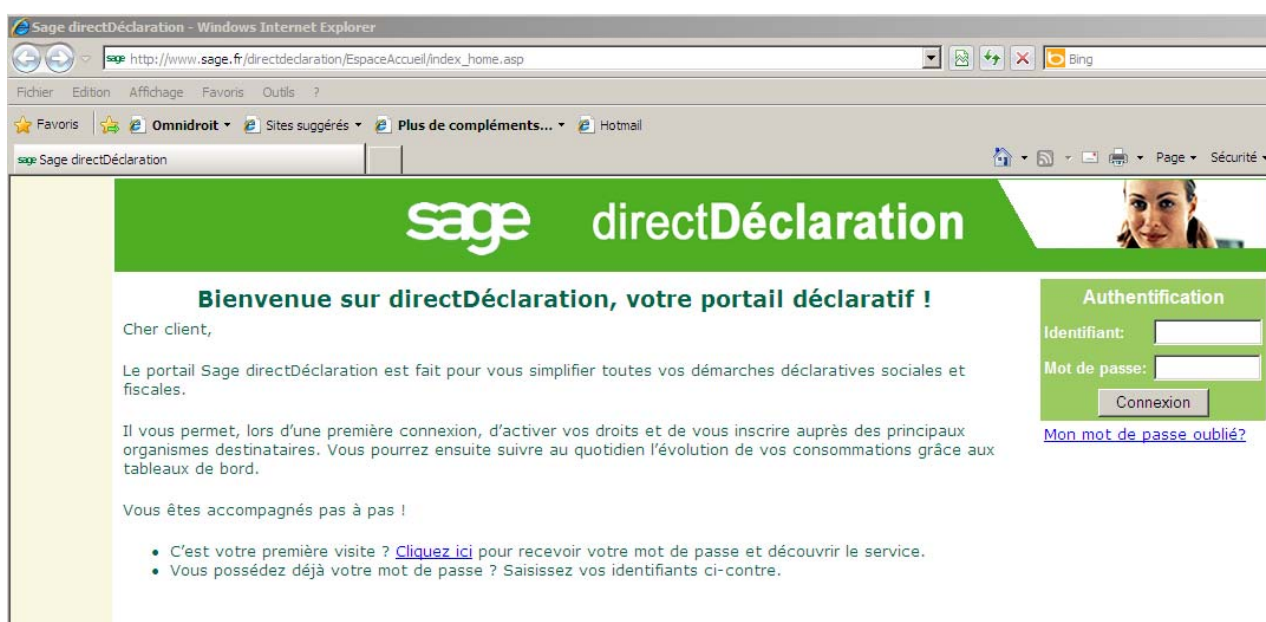 Sage directDéclaration - Windows Internet Explorer
sage http://www.sage.fr/directdeclaration/EspaceAccueil/index_home.asp
Bing
Fichier Edition Affichage Favoris Outils ?
Favoris Omnidroit Sites suggérés Plus de compléments... Hotmail
sage Sage directDéclaration
Page Sécurité
sage directDéclaration
Bienvenue sur directDéclaration, votre portail déclaratif !
Cher client,
Le portail Sage directDéclaration est fait pour vous simplifier toutes vos démarches déclaratives sociales et
fiscales.
Il vous permet, lors d’une première connexion, d’activer vos droits et de vous inscrire auprès des principaux
organismes destinataires. Vous pourrez ensuite suivre au quotidien l’évolution de vos consommations grâce aux
tableaux de bord.
Vous êtes accompagnés pas à pas !
• C’est votre première visite ? Cliquez ici pour recevoir votre mot de passe et découvrir le service.
• Vous possédez déjà votre mot de passe ? Saisissez vos identifiants ci-contre.
Authentification
Identifiant:
Mot de passe:
Connexion
Mon mot de passe oublié?